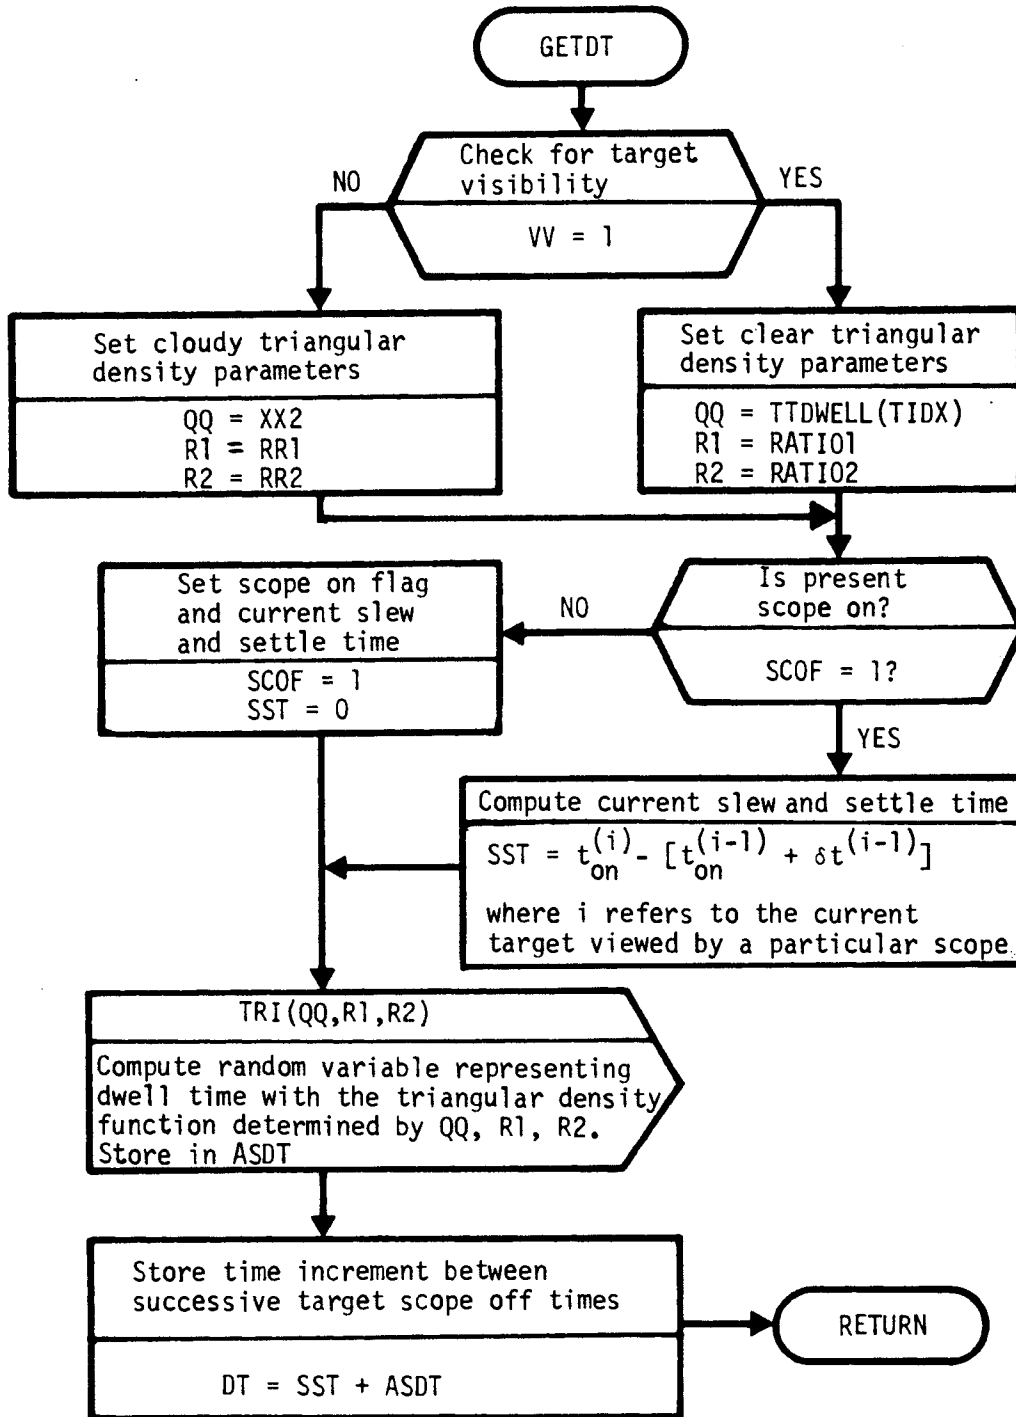 GETDT
Check for target
visibility
NO
YES
VV = 1
Set cloudy triangular
density parameters
QQ = XX2
R1 = RR1
R2 = RR2
Set clear triangular
density parameters
QQ = TTDWELL(TIDX)
R1 = RATIO1
R2 = RATIO2
Is present
scope on?
SCOF = 1?
NO
YES
Set scope on flag
and current slew
and settle time
SCOF = 1
SST = 0
Compute current slew and settle time
SST = t_on^(i) - [t_on^(i-1) + δt^(i-1)]
where i refers to the current
target viewed by a particular scope
TRI(QQ,R1,R2)
Compute random variable representing
dwell time with the triangular density
function determined by QQ, R1, R2.
Store in ASDT
Store time increment between
successive target scope off times
DT = SST + ASDT
RETURN